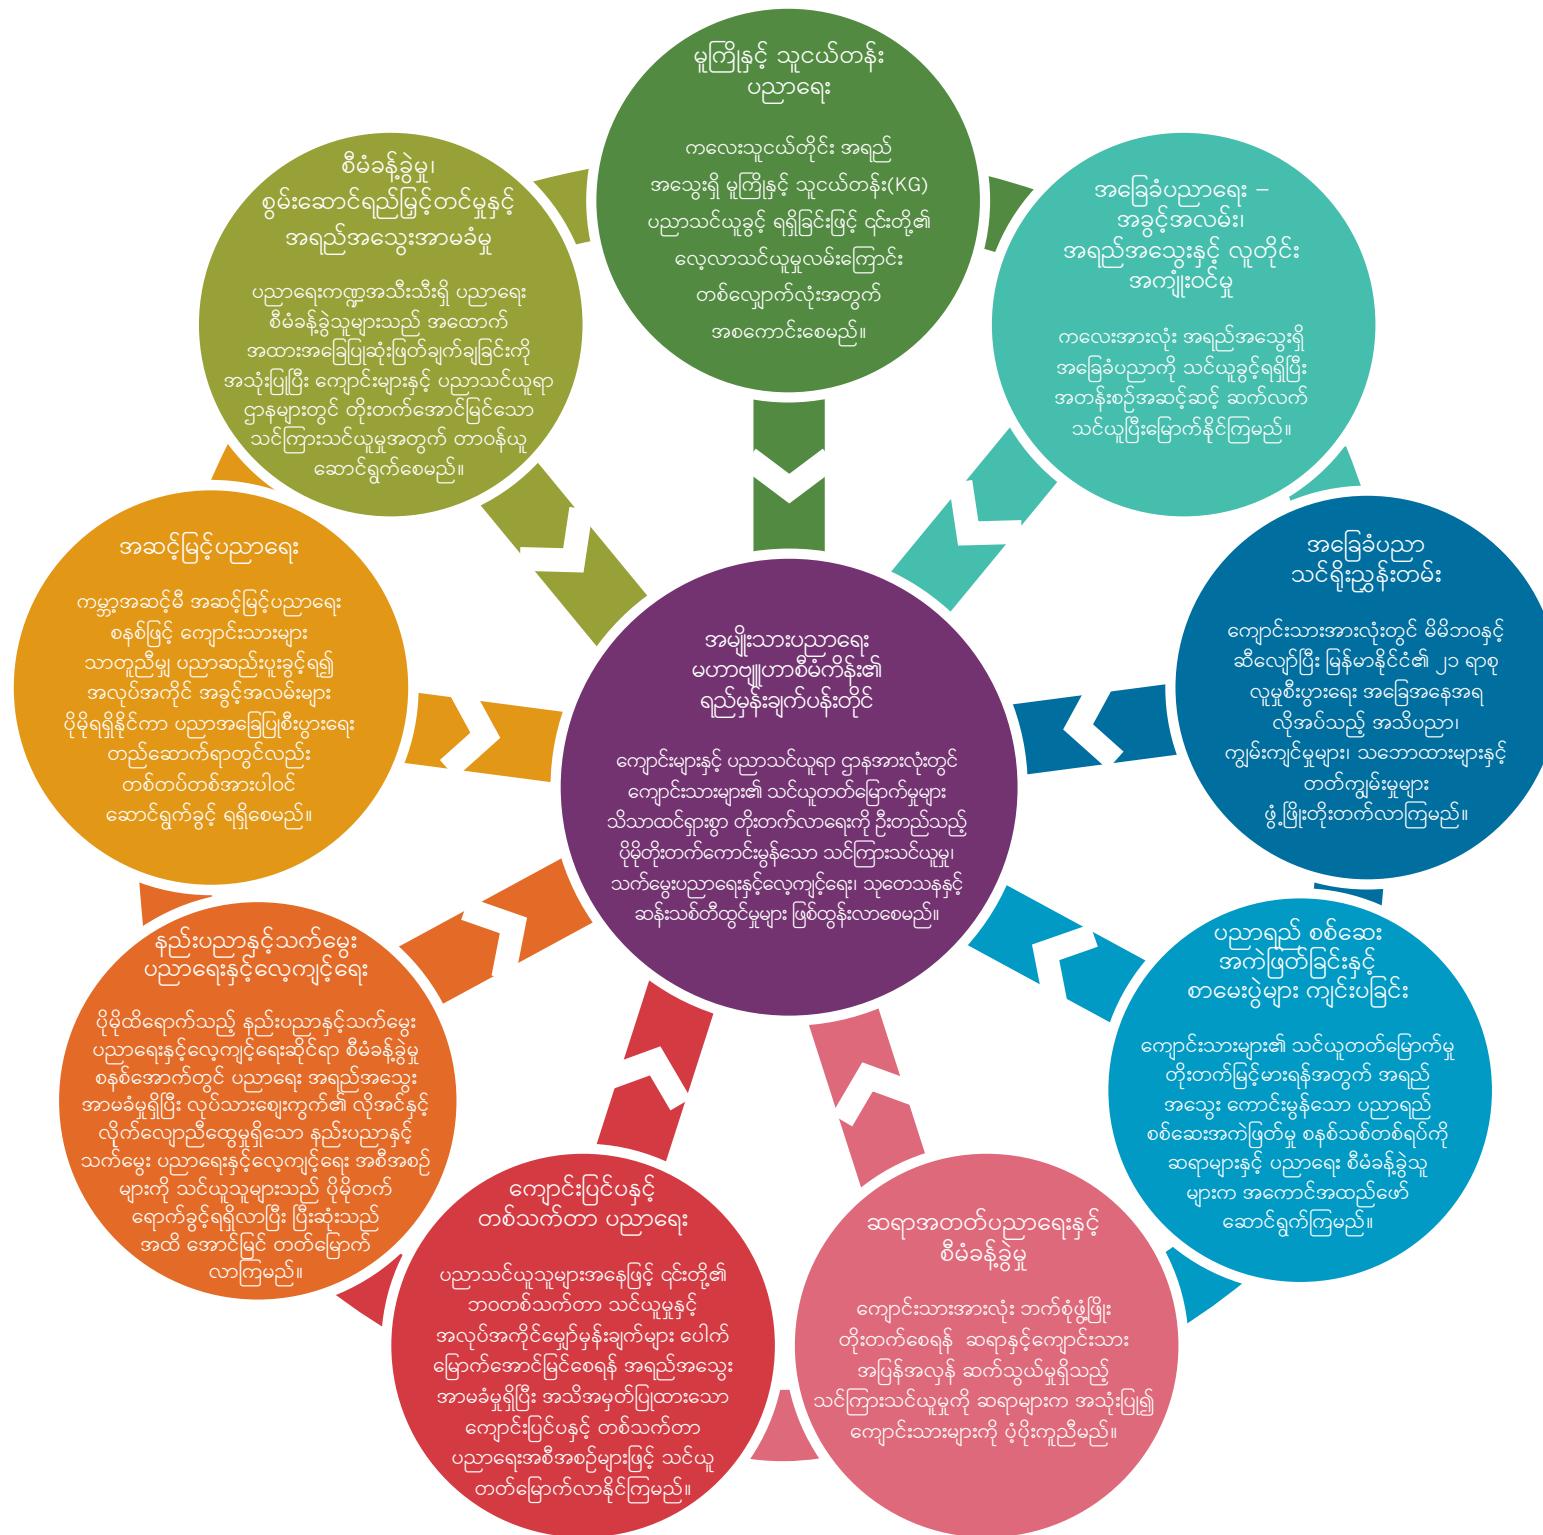 မူကြိုနှင့် သူငယ်တန်း
ပညာရေး
ကလေးသူငယ်တိုင်း အရည်
အသွေးရှိ မူကြိုနှင့် သူငယ်တန်း(KG)
ပညာသင်ယူခွင့် ရရှိခြင်းဖြင့် ၎င်းတို့၏
လေ့လာသင်ယူမှုလမ်းကြောင်း
တစ်လျှောက်လုံးအတွက်
အစကောင်းစေမည်။
အခြေခံပညာရေး –
အခွင့်အလမ်း၊
အရည်အသွေးနှင့် လူတိုင်း
အကျုံးဝင်မှု
ကလေးအားလုံး အရည်အသွေးရှိ
အခြေခံပညာကို သင်ယူခွင့်ရရှိပြီး
အတန်းစဉ်အဆင့်ဆင့် ဆက်လက်
သင်ယူပြီးမြောက်နိုင်ကြမည်။
အခြေခံပညာ
သင်ရိုးညွှန်းတမ်း
ကျောင်းသားအားလုံးတွင် မိမိဘဝနှင့်
ဆီလျော်ပြီး မြန်မာနိုင်ငံ၏ ၂၁ ရာစု
လူမှုစီးပွားရေး အခြေအနေအရ
လိုအပ်သည့် အသိပညာ၊
ကျွမ်းကျင်မှုများ၊ သဘောထားများနှင့်
တတ်ကျွမ်းမှုများ
ဖွံ့ဖြိုးတိုးတက်လာကြမည်။
ပညာရည် စစ်ဆေး
အကဲဖြတ်ခြင်းနှင့်
စာမေးပွဲများ ကျင်းပခြင်း
ကျောင်းသားများ၏ သင်ယူတတ်မြောက်မှု
တိုးတက်မြင့်မားရန်အတွက် အရည်
အသွေး ကောင်းမွန်သော ပညာရည်
စစ်ဆေးအကဲဖြတ်မှု စနစ်သစ်တစ်ရပ်ကို
ဆရာများနှင့် ပညာရေး စီမံခန့်ခွဲသူ
များက အကောင်အထည်ဖော်
ဆောင်ရွက်ကြမည်။
ဆရာအတတ်ပညာရေးနှင့်
စီမံခန့်ခွဲမှု
ကျောင်းသားအားလုံး ဘက်စုံဖွံ့ဖြိုး
တိုးတက်စေရန် ဆရာနှင့်ကျောင်းသား
အပြန်အလှန် ဆက်သွယ်မှုရှိသည့်
သင်ကြားသင်ယူမှုကို ဆရာများက အသုံးပြု၍
ကျောင်းသားများကို ပံ့ပိုးကူညီမည်။
ကျောင်းပြင်ပနှင့်
တစ်သက်တာ ပညာရေး
ပညာသင်ယူသူများအနေဖြင့် ၎င်းတို့၏
ဘဝတစ်သက်တာ သင်ယူမှုနှင့်
အလုပ်အကိုင်မျှော်မှန်းချက်များ ပေါက်
မြောက်အောင်မြင်စေရန် အရည်အသွေး
အာမခံမှုရှိပြီး အသိအမှတ်ပြုထားသော
ကျောင်းပြင်ပနှင့် တစ်သက်တာ
ပညာရေးအစီအစဉ်များဖြင့် သင်ယူ
တတ်မြောက်လာနိုင်ကြမည်။
နည်းပညာနှင့်သက်မွေး
ပညာရေးနှင့်လေ့ကျင့်ရေး
ပိုမိုထိရောက်သည့် နည်းပညာနှင့်သက်မွေး
ပညာရေးနှင့်လေ့ကျင့်ရေးဆိုင်ရာ စီမံခန့်ခွဲမှု
စနစ်အောက်တွင် ပညာရေး အရည်အသွေး
အာမခံမှုရှိပြီး လုပ်သားဈေးကွက်၏ လိုအင်နှင့်
လိုက်လျောညီထွေမှုရှိသော နည်းပညာနှင့်
သက်မွေး ပညာရေးနှင့်လေ့ကျင့်ရေး အစီအစဉ်
များကို သင်ယူသူများသည် ပိုမိုတက်
ရောက်ခွင့်ရရှိလာပြီး ပြီးဆုံးသည်
အထိ အောင်မြင် တတ်မြောက်
လာကြမည်။
အဆင့်မြင့်ပညာရေး
ကမ္ဘာ့အဆင့်မီ အဆင့်မြင့်ပညာရေး
စနစ်ဖြင့် ကျောင်းသားများ
သာတူညီမျှ ပညာဆည်းပူးခွင့်ရ၍
အလုပ်အကိုင် အခွင့်အလမ်းများ
ပိုမိုရရှိနိုင်ကာ ပညာအခြေပြုစီးပွားရေး
တည်ဆောက်ရာတွင်လည်း
တစ်တပ်တစ်အားပါဝင်
ဆောင်ရွက်ခွင့် ရရှိစေမည်။
စီမံခန့်ခွဲမှု၊
စွမ်းဆောင်ရည်မြှင့်တင်မှုနှင့်
အရည်အသွေးအာမခံမှု
ပညာရေးကဏ္ဍအသီးသီးရှိ ပညာရေး
စီမံခန့်ခွဲသူများသည် အထောက်
အထားအခြေပြုဆုံးဖြတ်ချက်ချခြင်းကို
အသုံးပြုပြီး ကျောင်းများနှင့် ပညာသင်ယူရာ
ဌာနများတွင် တိုးတက်အောင်မြင်သော
သင်ကြားသင်ယူမှုအတွက် တာဝန်ယူ
ဆောင်ရွက်စေမည်။
အမျိုးသားပညာရေး
မဟာဗျူဟာစီမံကိန်း၏
ရည်မှန်းချက်ပန်းတိုင်
ကျောင်းများနှင့် ပညာသင်ယူရာ ဌာနအားလုံးတွင်
ကျောင်းသားများ၏ သင်ယူတတ်မြောက်မှုများ
သိသာထင်ရှားစွာ တိုးတက်လာရေးကို ဦးတည်သည့်
ပိုမိုတိုးတက်ကောင်းမွန်သော သင်ကြားသင်ယူမှု၊
သက်မွေးပညာရေးနှင့်လေ့ကျင့်ရေး၊ သုတေသနနှင့်
ဆန်းသစ်တီထွင်မှုများ ဖြစ်ထွန်းလာစေမည်။